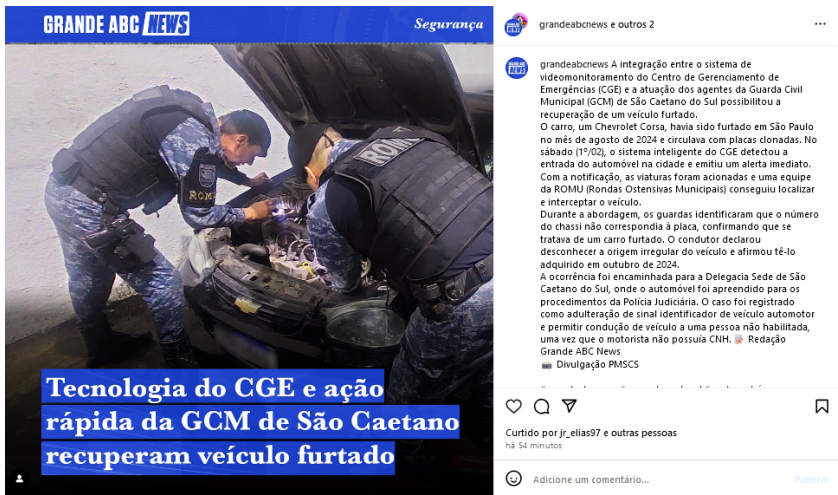 GRANDE ABC NEWS
Segurança
ROMU
ROMU
Tecnologia do CGE e ação
rápida da GCM de São Caetano
recuperam veículo furtado
grandeabcnews e outros 2
grandeabcnews A integração entre o sistema de
videomonitoramento do Centro de Gerenciamento de
Emergências (CGE) e a atuação dos agentes da Guarda Civil
Municipal (GCM) de São Caetano do Sul possibilitou a
recuperação de um veículo furtado.
O carro, um Chevrolet Corsa, havia sido furtado em São Paulo
no mês de agosto de 2024 e circulava com placas clonadas. No
sábado (1º/02), o sistema inteligente do CGE detectou a
entrada do automóvel na cidade e emitiu um alerta imediato.
Com a notificação, as viaturas foram acionadas e uma equipe
da ROMU (Rondas Ostensivas Municipais) conseguiu localizar
e interceptar o veículo.
Durante a abordagem, os guardas identificaram que o número
do chassi não correspondia à placa, confirmando que se
tratava de um carro furtado. O condutor declarou
desconhecer a origem irregular do veículo e afirmou tê-lo
adquirido em outubro de 2024.
A ocorrência foi encaminhada para a Delegacia Sede de São
Caetano do Sul, onde o automóvel foi apreendido para os
procedimentos da Polícia Judiciária. O caso foi registrado
como adulteração de sinal identificador de veículo automotor
e permitir condução de veículo a uma pessoa não habilitada,
uma vez que o motorista não possuía CNH. Redação
Grande ABC News
Divulgação PMSCS
Curtido por jr_elias97 e outras pessoas
há 54 minutos
Adicione um comentário...
Publicar